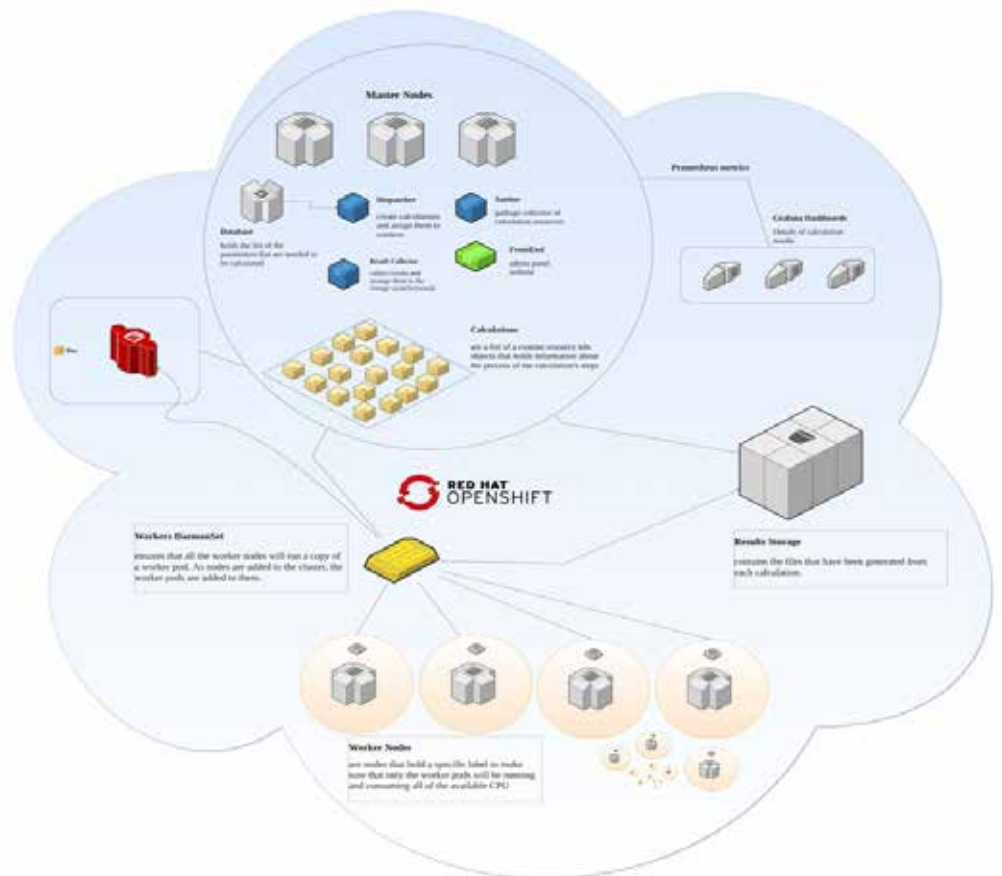 Master Nodes
Prometheus metrics
Grafana Dashboards
Details of calculation
results
Database
holds the list of the
parameters that are needed to
be calculated
Dispatcher
create calculations
and assign them to
workers
Janitor
garbage collector of
calculation resources
Result Collector
collect results and
storage
FrontEnd
admin panel
website
Calculations
are a list of a custom resource k8s
objects that holds information about
the process of the calculation's steps
RED HAT
OPENSHIFT
Workers DaemonSet
ensures that all the worker nodes will run a copy of
a worker pod. As nodes are added to the cluster, the
worker pods are added to them.
Results Storage
contains the files that have been generated from
each calculation.
Worker Nodes
are nodes that hold a specific label to make
sure that only the worker pods will be running
and consuming all of the available CPU